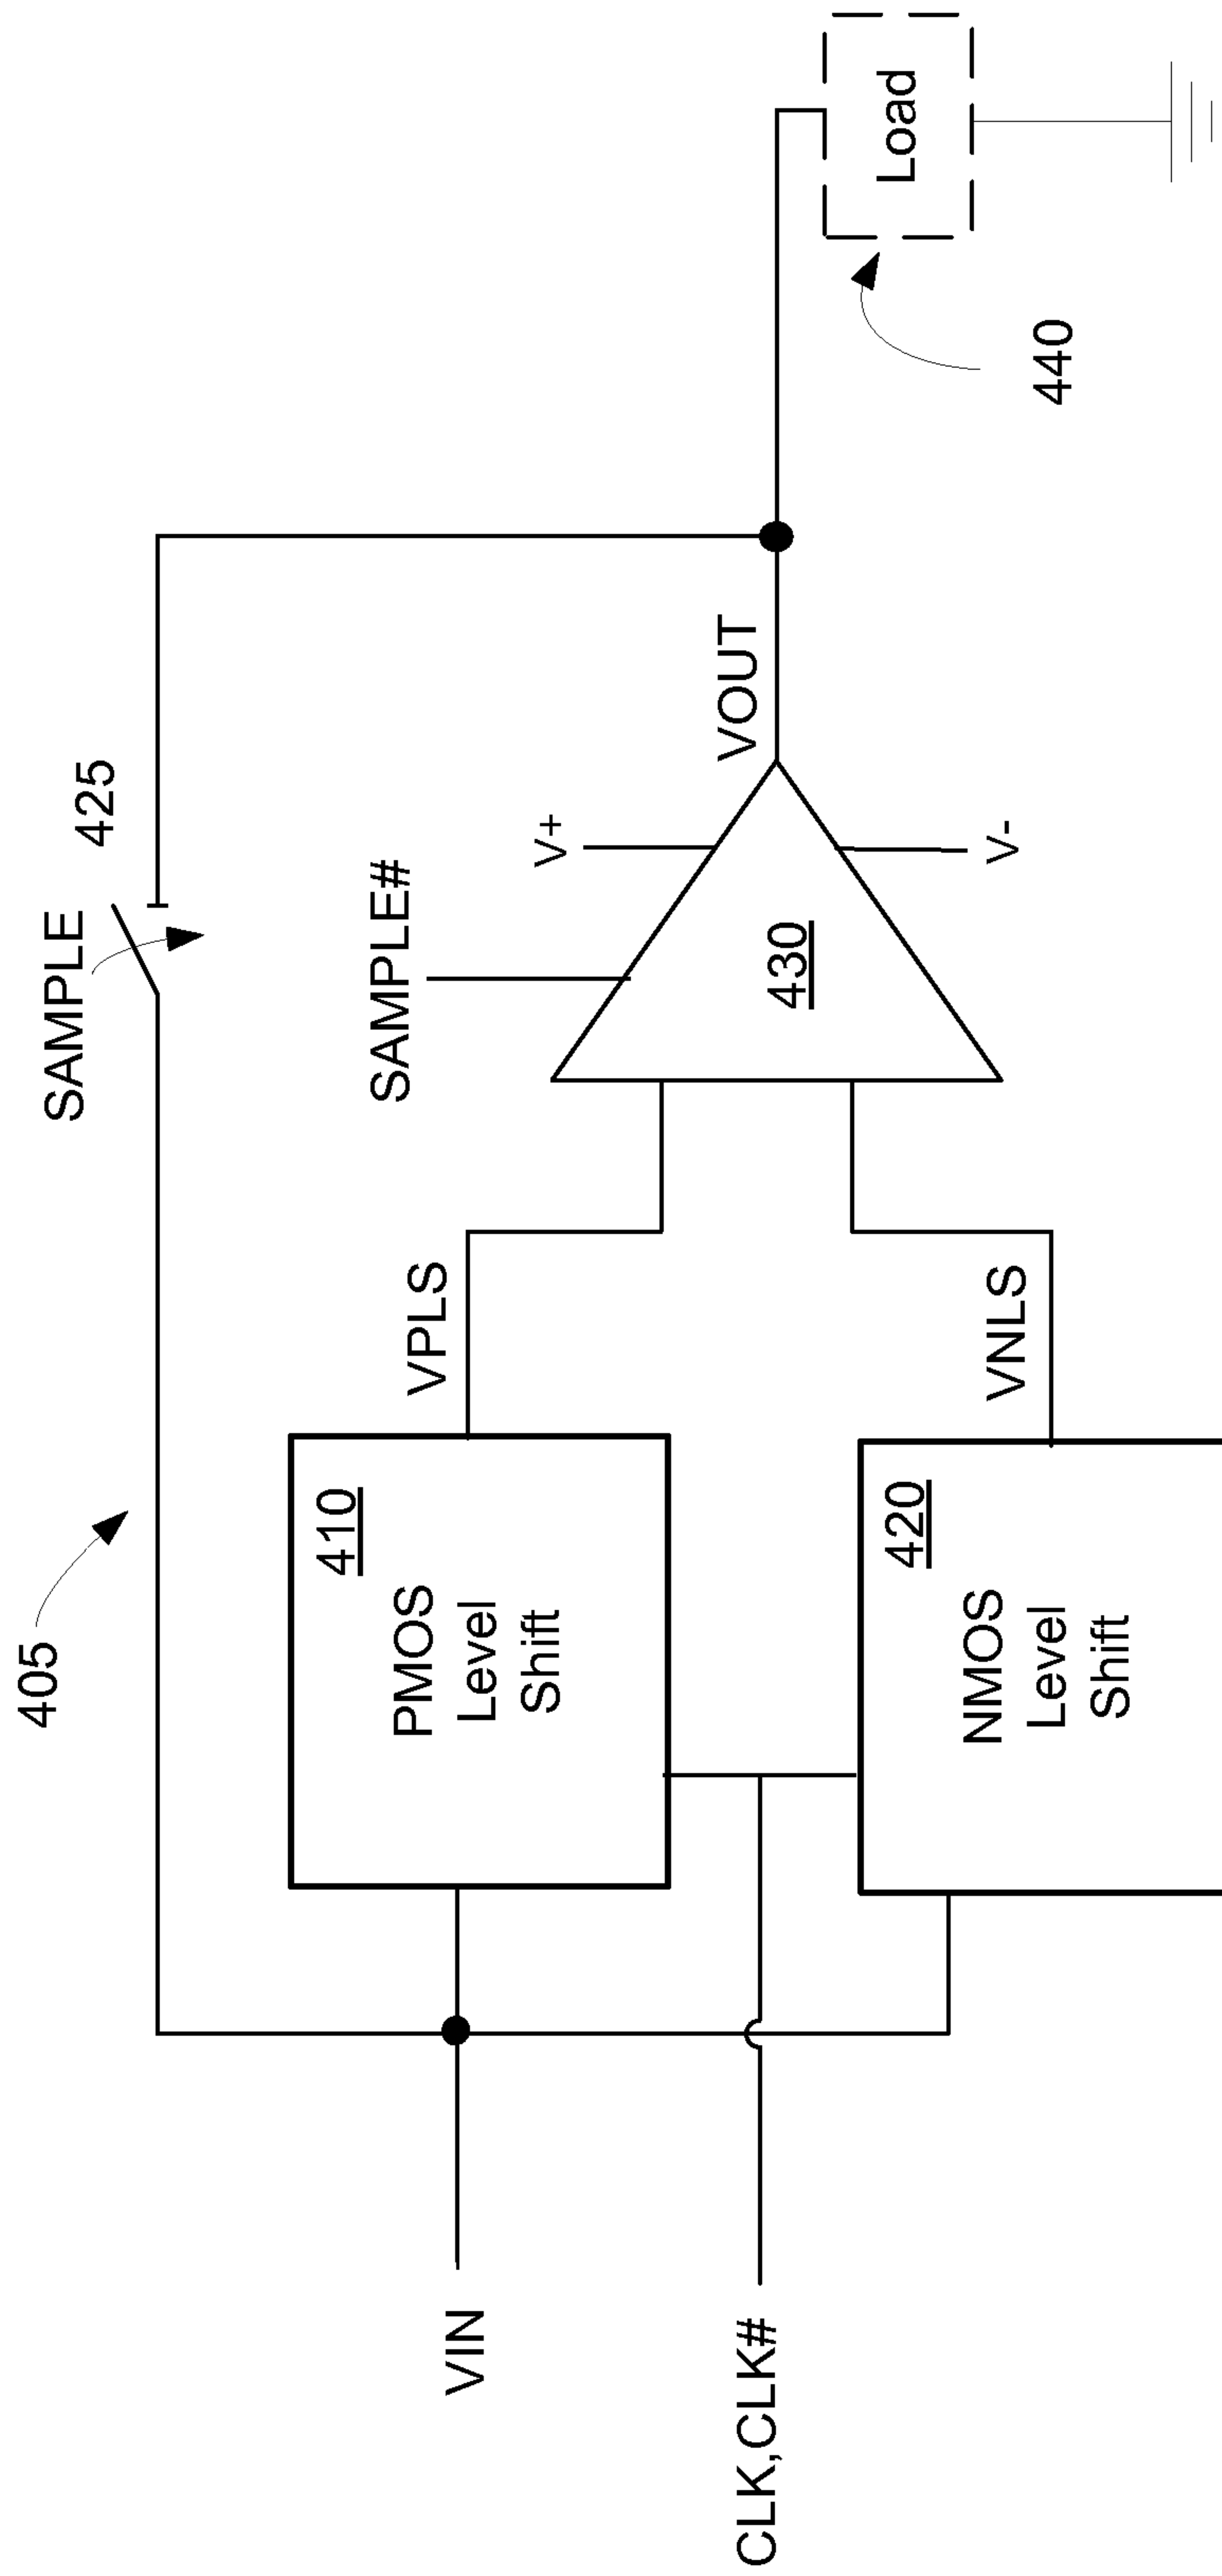 405
SAMPLE
425
SAMPLE#
V+
VIN
410
PMOS
Level
Shift
VPLS
430
VOUT
V-
CLK,CLK#
420
NMOS
Level
Shift
VNLS
440
Load